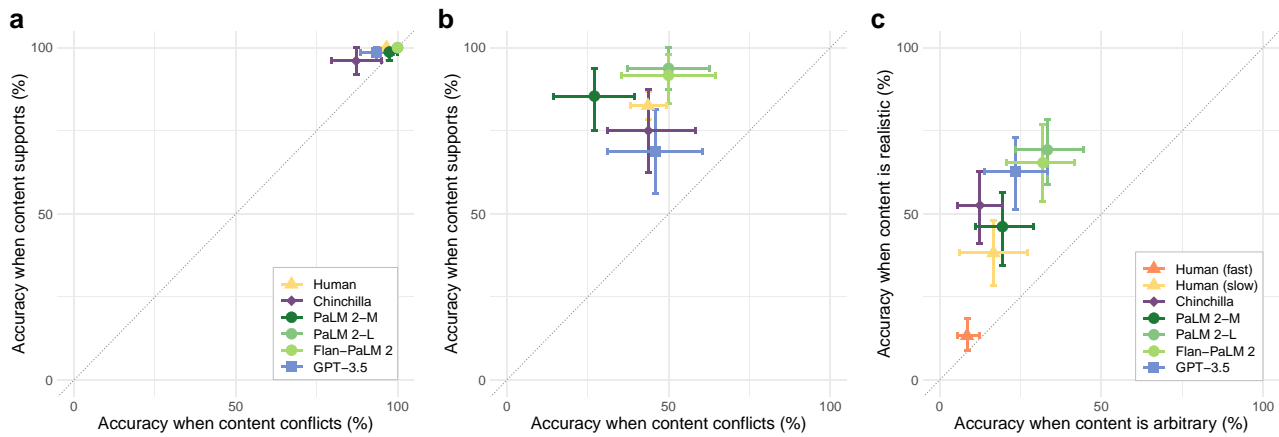 a
Accuracy when content supports (%)
100
50
0
0
50
100
Accuracy when content conflicts (%)
Human
Chinchilla
PaLM 2−M
PaLM 2−L
Flan−PaLM 2
GPT−3.5
b
Accuracy when content supports (%)
100
50
0
0
50
100
Accuracy when content conflicts (%)
c
Accuracy when content is realistic (%)
100
50
0
0
50
100
Accuracy when content is arbitrary (%)
Human (fast)
Human (slow)
Chinchilla
PaLM 2−M
PaLM 2−L
Flan−PaLM 2
GPT−3.5